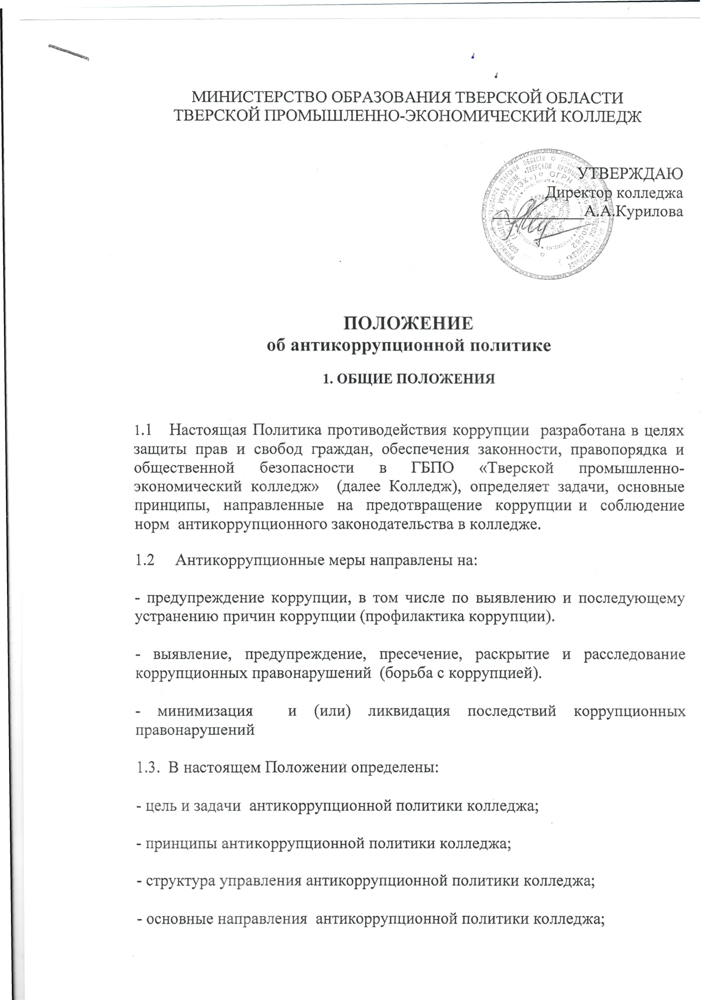 МИНИСТЕРСТВО ОБРАЗОВАНИЯ ТВЕРСКОЙ ОБЛАСТИ
ТВЕРСКОЙ ПРОМЫШЛЕННО-ЭКОНОМИЧЕСКИЙ КОЛЛЕДЖ
УТВЕРЖДАЮ
Директор колледжа
А.А.Курилова
ПОЛОЖЕНИЕ
об антикоррупционной политике
1. ОБЩИЕ ПОЛОЖЕНИЯ
1.1 Настоящая Политика противодействия коррупции разработана в целях
защиты прав и свобод граждан, обеспечения законности, правопорядка и
общественной безопасности в ГБПО «Тверской промышленно-
экономический колледж» (далее Колледж), определяет задачи, основные
принципы, направленные на предотвращение коррупции и соблюдение
норм антикоррупционного законодательства в колледже.
1.2 Антикоррупционные меры направлены на:
- предупреждение коррупции, в том числе по выявлению и последующему
устранению причин коррупции (профилактика коррупции).
- выявление, предупреждение, пресечение, раскрытие и расследование
коррупционных правонарушений (борьба с коррупцией).
- минимизация и (или) ликвидация последствий коррупционных
правонарушений
1.3. В настоящем Положений определены:
- цель и задачи антикоррупционной политики колледжа;
- принципы антикоррупционной политики колледжа;
- структура управления антикоррупционной политики колледжа;
- основные направления антикоррупционной политики колледжа;